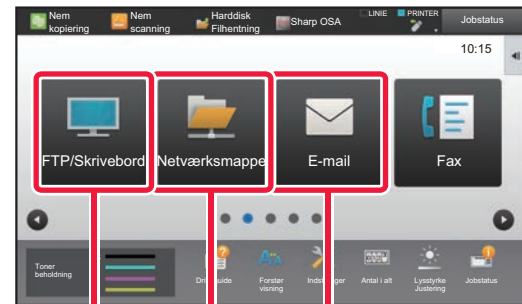 Nem
kopiering
Nem
scanning
Harddisk
Filhentning
Sharp OSA
LINIE
PRINTER
Jobstatus
10:15
FTP/Skrivebord
Netværksmappe
E-mail
Fax
Toner
beholdning
Forstør
visning
Antal i alt
Lysstyrke
Justering
Jobstatus